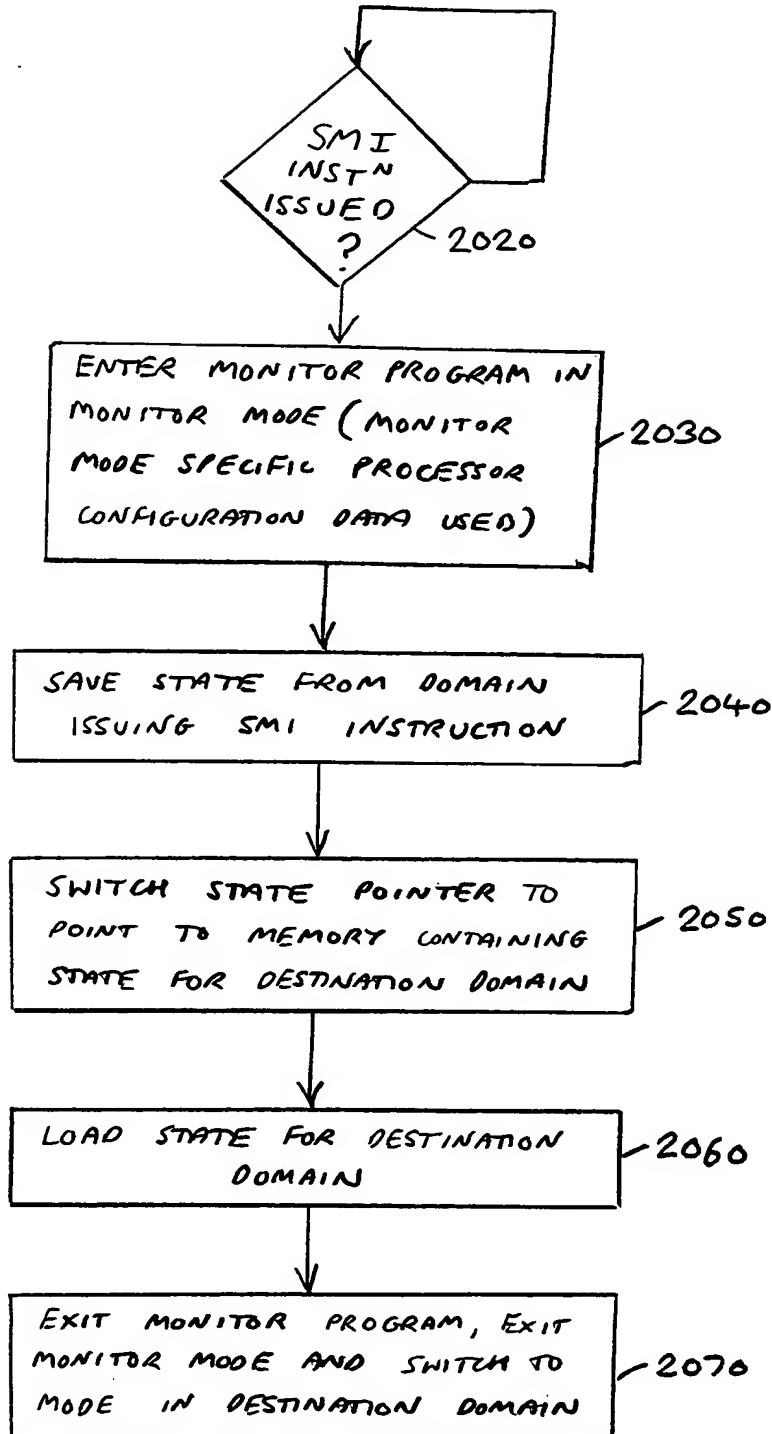 SMI
INSTN
ISSUED
?
2020
ENTER MONITOR PROGRAM IN
MONITOR MODE (MONITOR
MODE SPECIFIC PROCESSOR
CONFIGURATION DATA USED)
2030
SAVE STATE FROM DOMAIN
ISSUING SMI INSTRUCTION
2040
SWITCH STATE POINTER TO
POINT TO MEMORY CONTAINING
STATE FOR DESTINATION DOMAIN
2050
LOAD STATE FOR DESTINATION
DOMAIN
2060
EXIT MONITOR PROGRAM, EXIT
MONITOR MODE AND SWITCH TO
MODE IN DESTINATION DOMAIN
2070